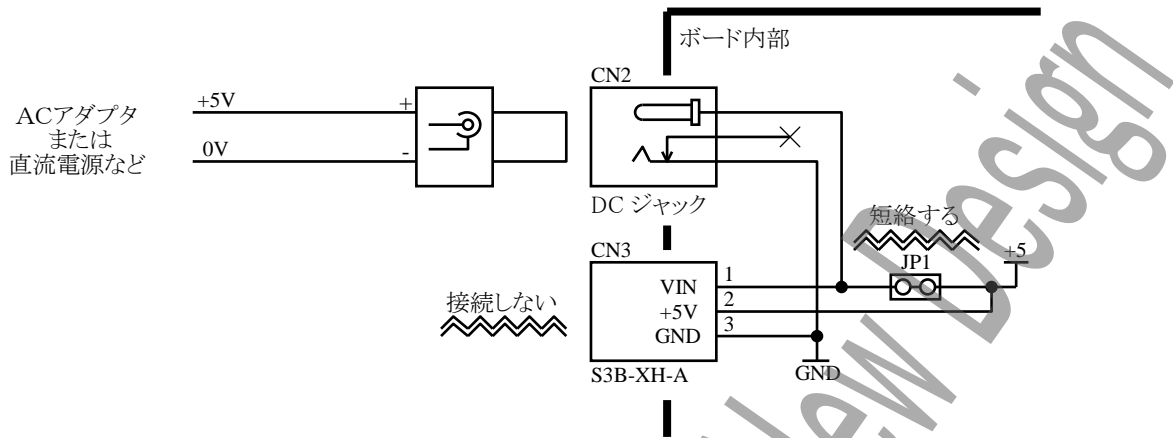 ボード内部
CN2
ACアダプタ
または
直流電源など
+5V
+
0V
-
DC ジャック
短絡する
CN3
JP1
+5
接続しない
VIN
1
+5V
2
GND
3
S3B-XH-A
GND
New Design